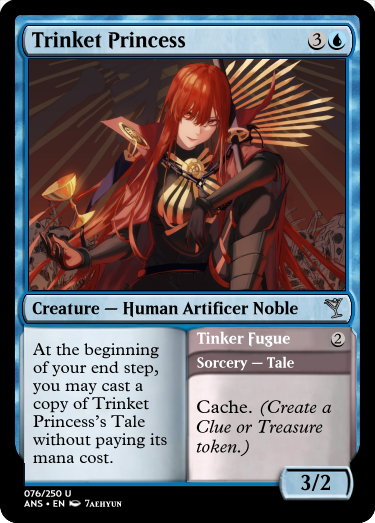 Trinket Princess 3
Creature — Human Artificer Noble
At the beginning
of your end step,
you may cast a
copy of Trinket
Princess's Tale
without paying its
mana cost.
Tinker Fugue 2
Sorcery — Tale
Cache. (Create a
Clue or Treasure
token.)
3/2
076/250 U
ANS • EN 7AEHYUN